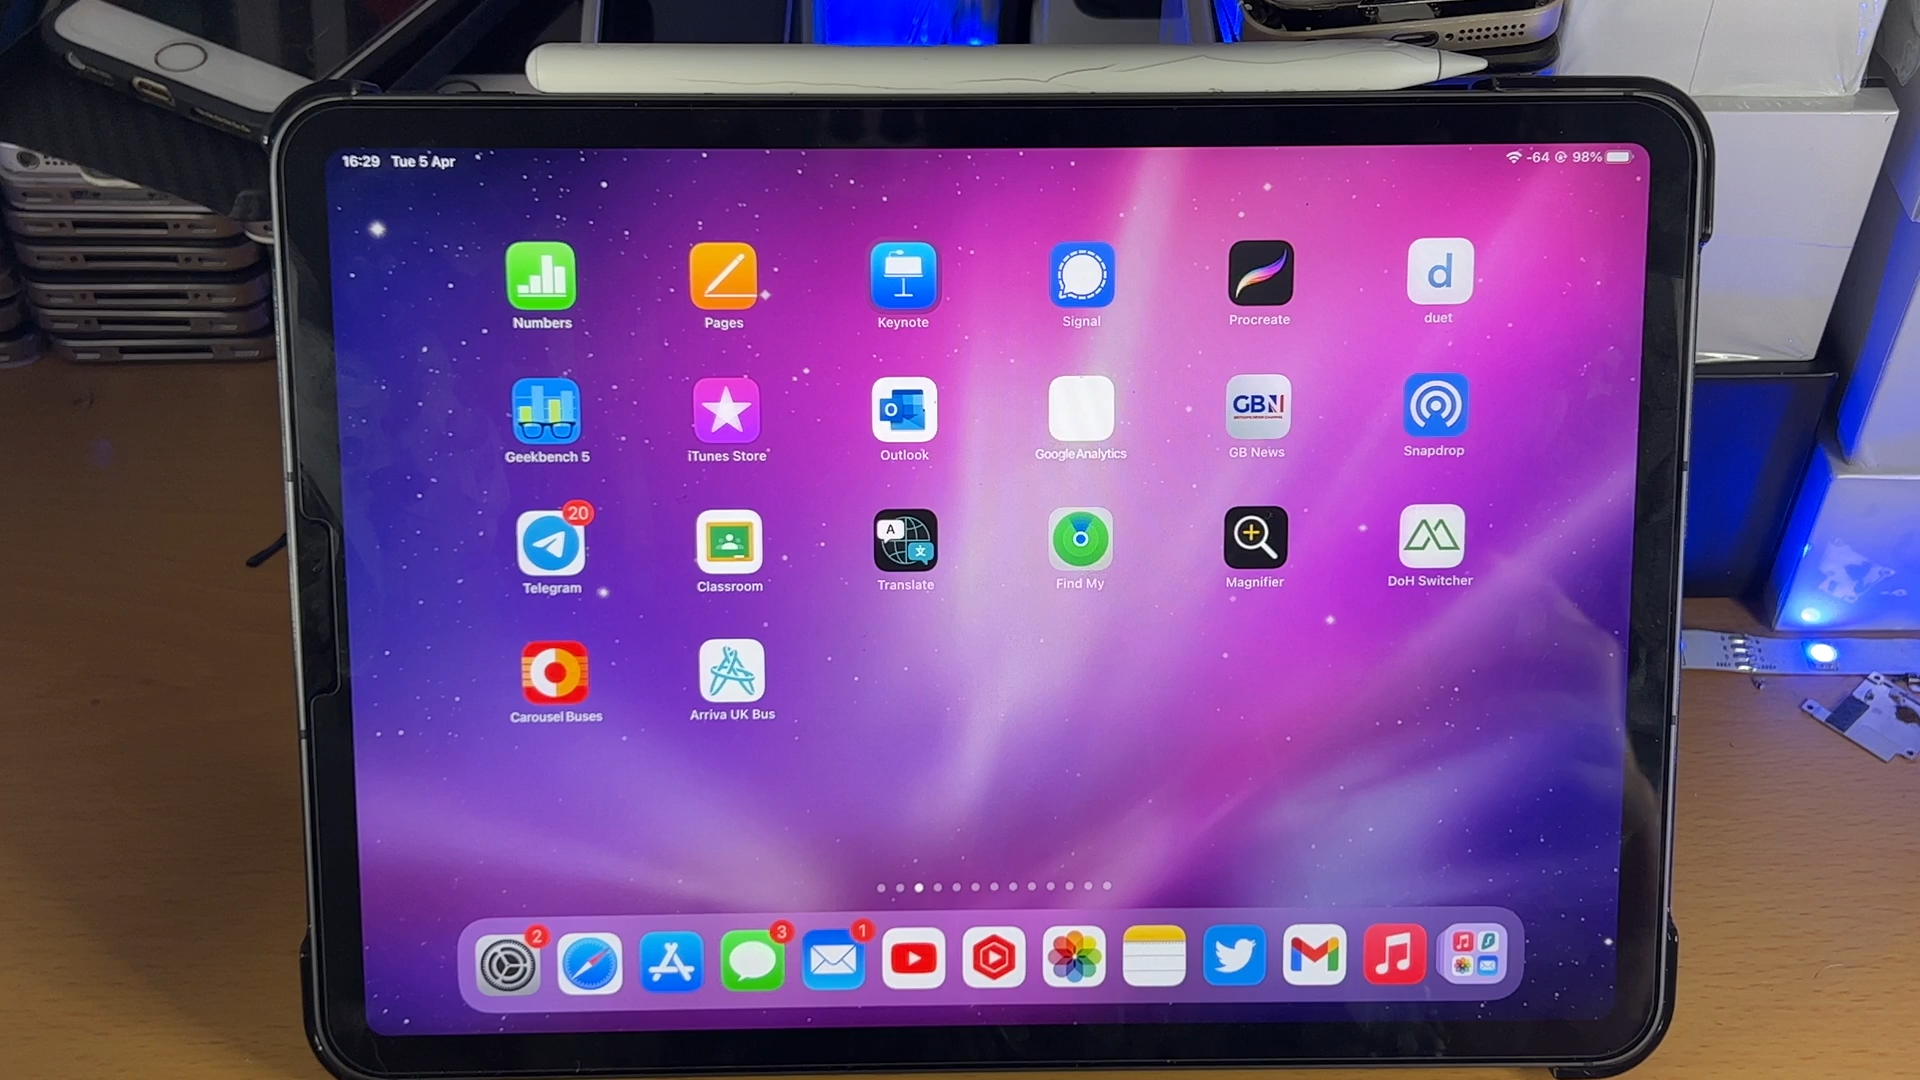 16:29 Tue 5 Apr
-64 98%
Numbers
Pages
Keynote
Signal
Procreate
d
duet
Geekbench 5
iTunes Store
O
Outlook
Google Analytics
GBN
GB News
Snapdrop
20
Telegram
Classroom
A
文
Translate
Find My
Magnifier
DoH Switcher
Carousel Buses
Arriva UK Bus
2
3
1